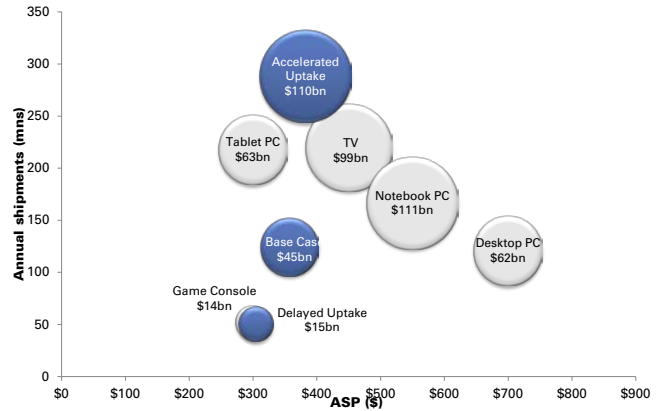 350
300
250
200
150
100
50
0
Annual shipments (mns)
Accelerated
Uptake
$110bn
Tablet PC
$63bn
TV
$99bn
Notebook PC
$111bn
Base Case
$45bn
Desktop PC
$62bn
Game Console
$14bn
Delayed Uptake
$15bn
$0 $100 $200 $300 $400 $500 $600 $700 $800 $900
ASP ($)